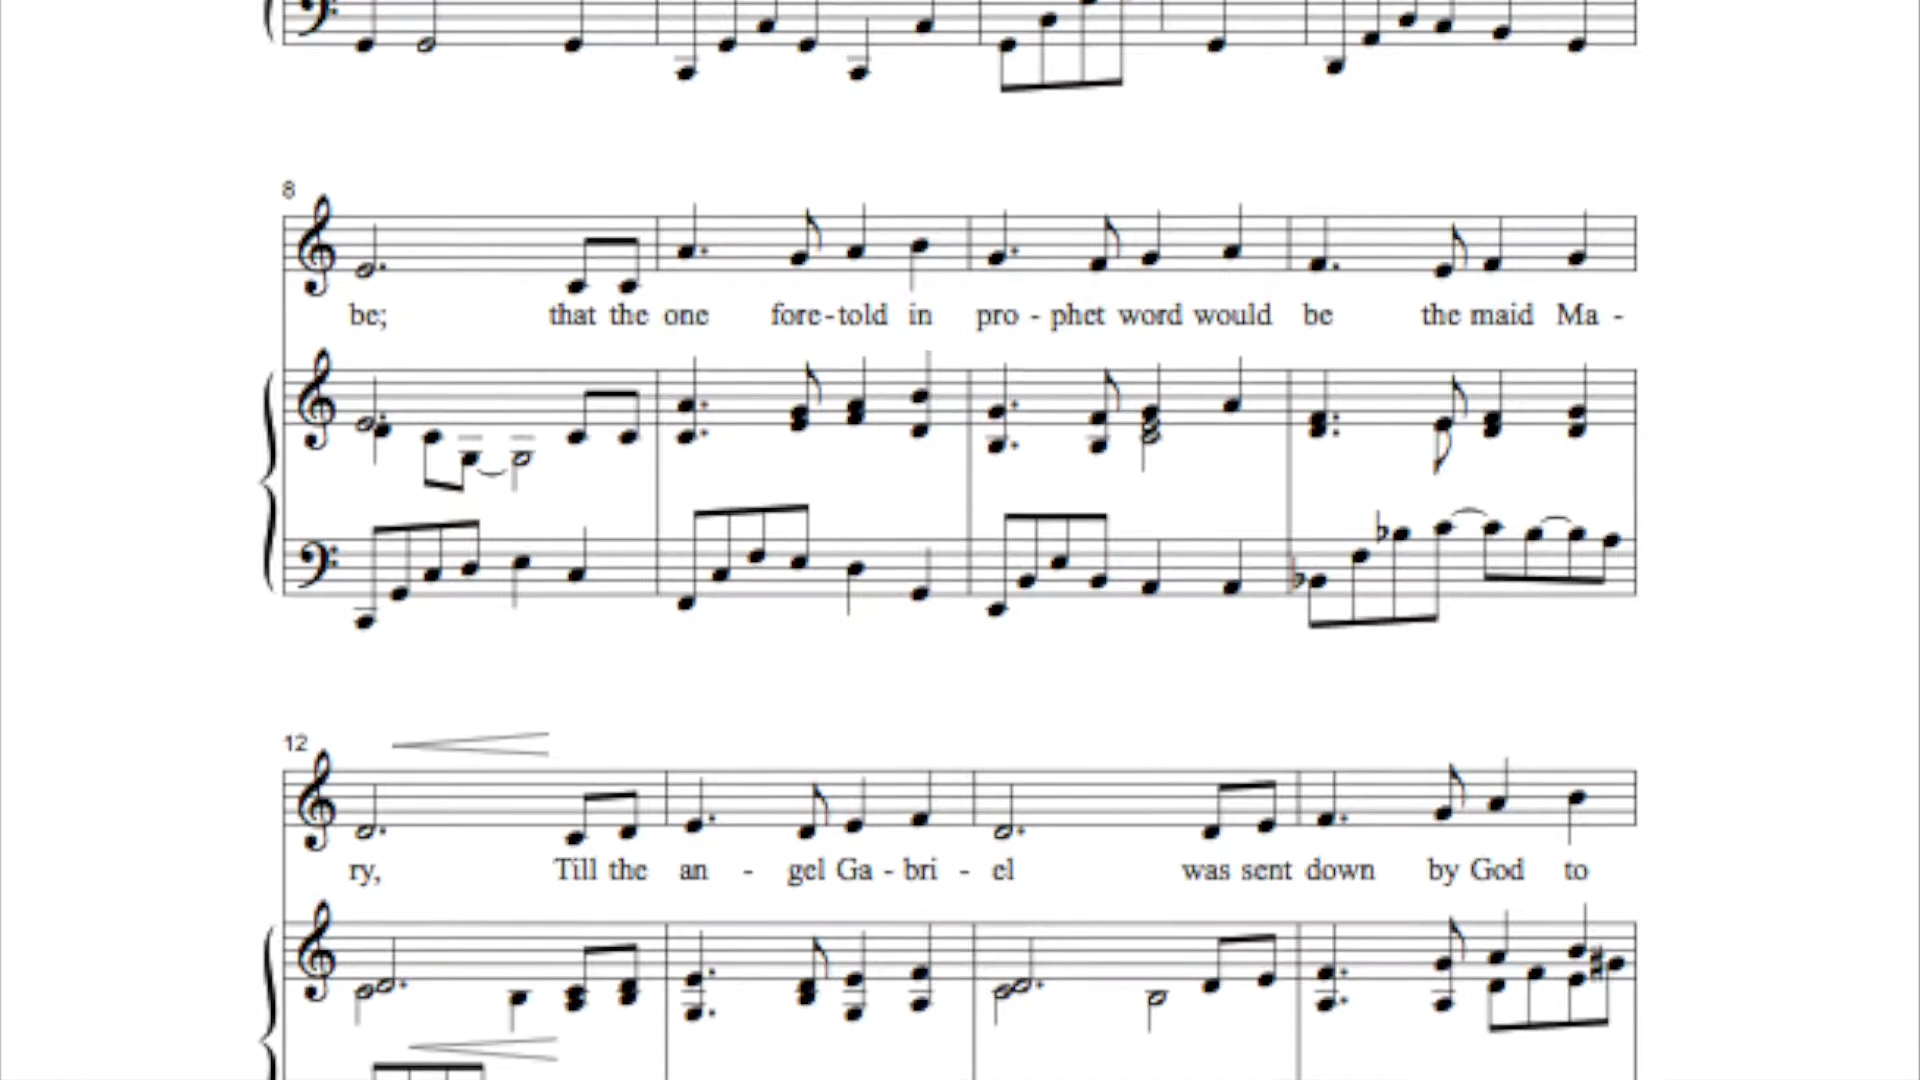 8
be; that the one fore-told in pro - phet word would be the maid Ma -
12
ry, Till the an - gel Ga - bri - el was sent down by God to